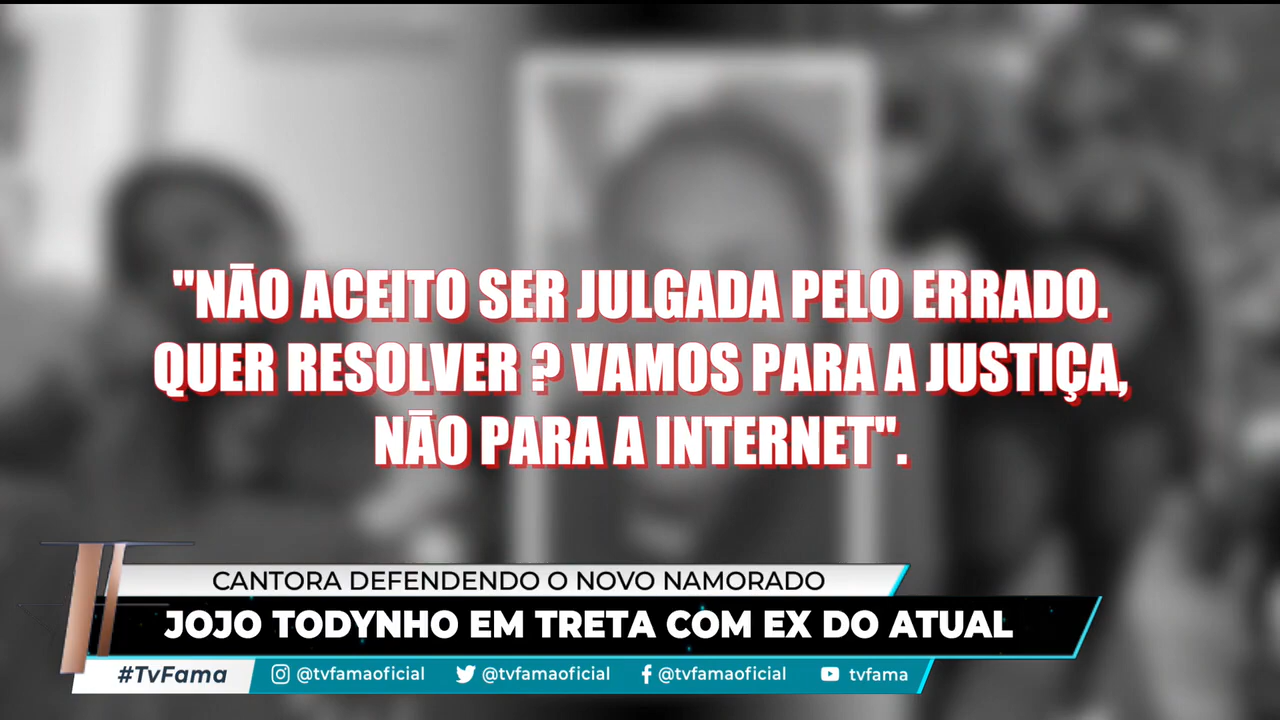 "NÃO ACEITO SER JULGADA PELO ERRADO.
QUER RESOLVER ? VAMOS PARA A JUSTIÇA,
NÃO PARA A INTERNET".
CANTORA DEFENDENDO O NOVO NAMORADO
JOJO TODYNHO EM TRETA COM EX DO ATUAL
#TvFama @tvfamaoficial @tvfamaoficial @tvfamaoficial tvfama